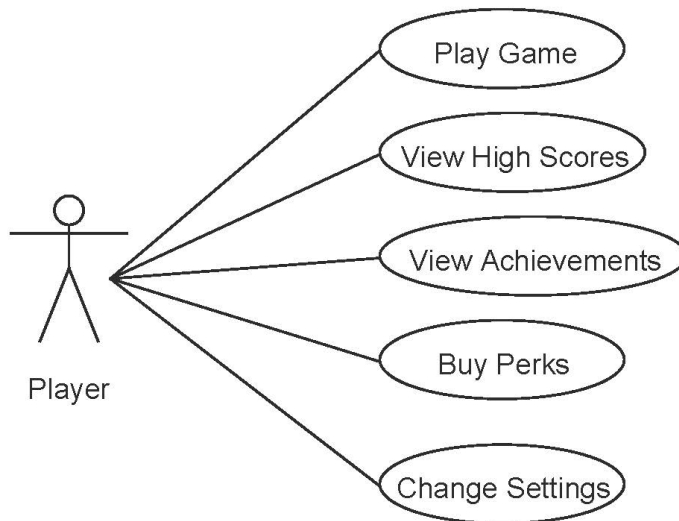 Play Game
View High Scores
View Achievements
Buy Perks
Player
Change Settings